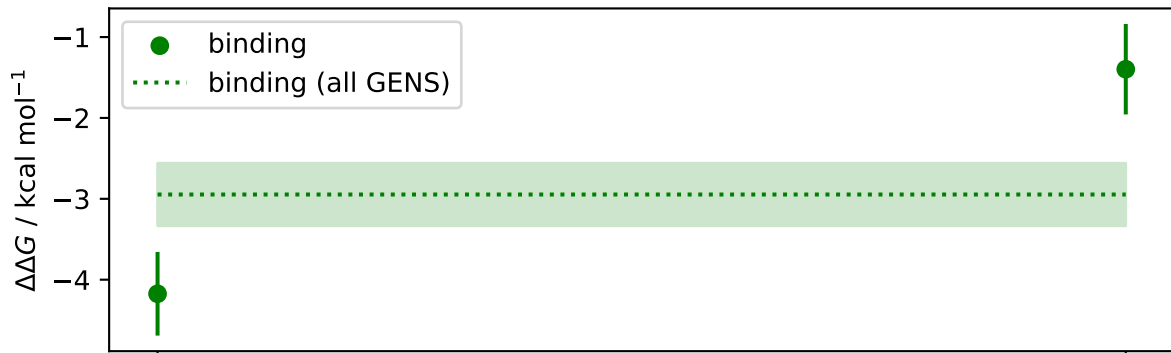 −1
−2
−3
−4
ΔΔG / kcal mol⁻¹
binding
binding (all GENS)